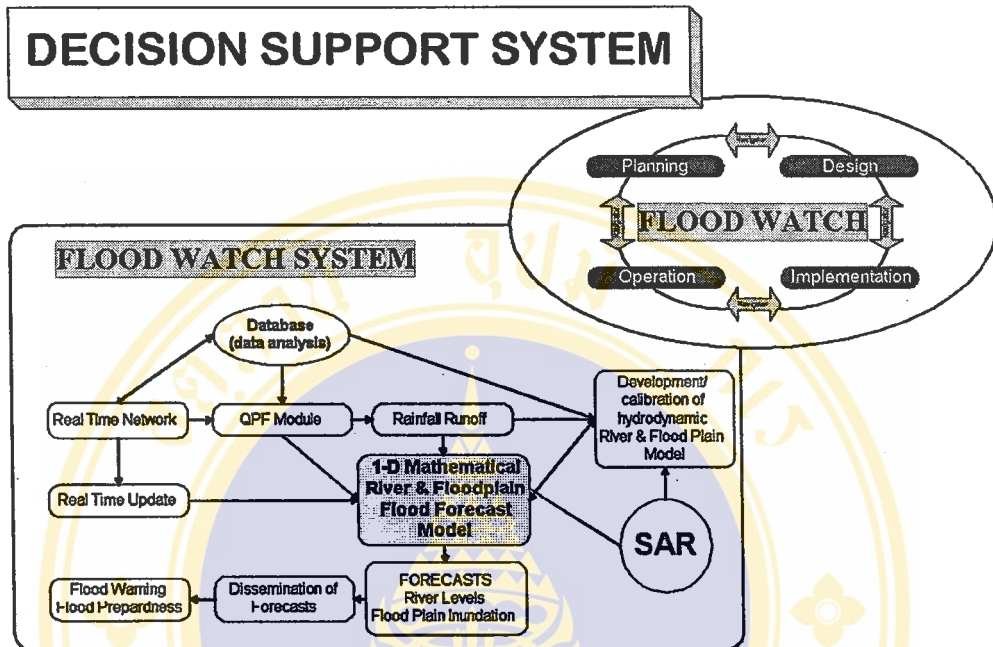 DECISION SUPPORT SYSTEM
Planning
Design
FLOOD WATCH
Operation
Implementation
FLOOD WATCH SYSTEM
Database
(data analysis)
Real Time Network
QPF Module
Rainfall Runoff
Development/
calibration of
hydrodynamic
River & Flood Plain
Model
1-D Mathematical
River & Floodplain
Flood Forecast
Model
Real Time Update
SAR
FORECASTS
River Levels
Flood Plain Inundation
Dissemination of
Forecasts
Flood Warning
Flood Prepardness